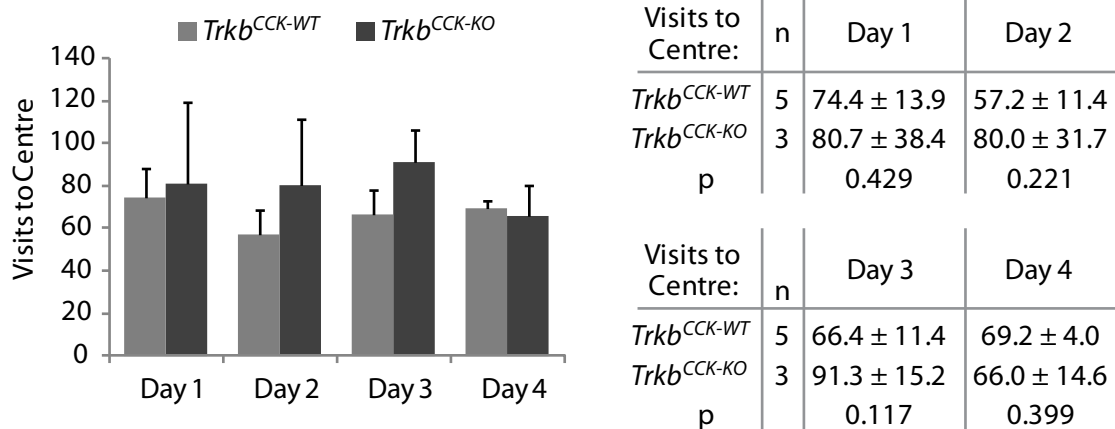 Trkb^CCK-WT Trkb^CCK-KO
140
120
100
80
60
40
20
0
Visits to Centre
Day 1 Day 2 Day 3 Day 4
Visits to Centre: n Day 1 Day 2
Trkb^CCK-WT 5 74.4 ± 13.9 57.2 ± 11.4
Trkb^CCK-KO 3 80.7 ± 38.4 80.0 ± 31.7
p 0.429 0.221
Visits to Centre: n Day 3 Day 4
Trkb^CCK-WT 5 66.4 ± 11.4 69.2 ± 4.0
Trkb^CCK-KO 3 91.3 ± 15.2 66.0 ± 14.6
p 0.117 0.399